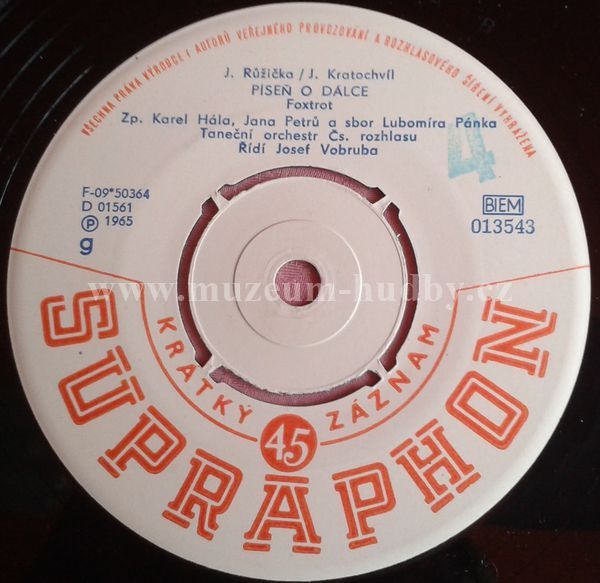 VŠECHNA PRÁVA VÝROBCE I AUTORŮ VEŘEJNÉHO PROVOZOVÁNÍ A ROZHLASOVÉHO ŠÍŘENÍ VYHRAŽENA
J. Růžička / J. Kratochvíl
PÍSEŇ O DÁLCE
Foxtrot
Zp. Karel Hála, Jana Petrů a sbor Lubomíra Pánka
Taneční orchestr Čs. rozhlasu
Řídí Josef Vobruba
4
F-09*50364
D 01561
Ⓟ 1965
g
BIEM
013543
www.muzeum-hudby.cz
KRÁTKÝ 45 ZÁZNAM
SUPRAPHON